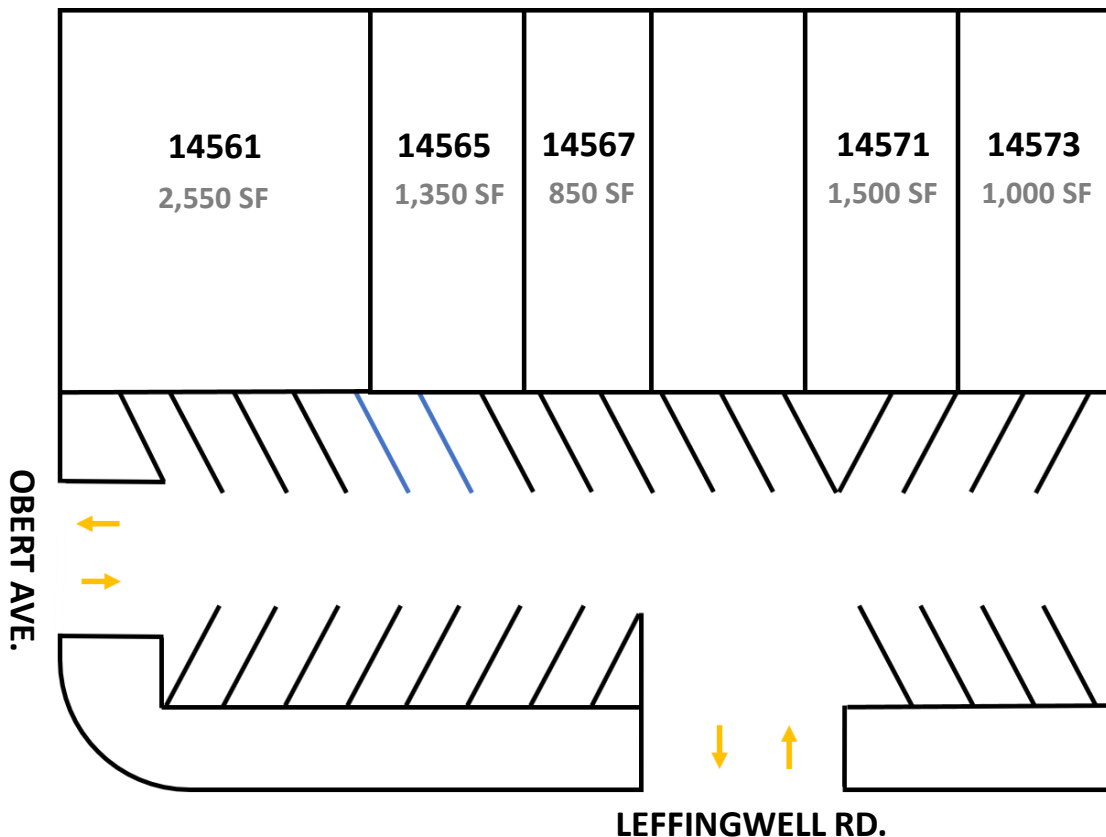 14561
2,550 SF
14565
1,350 SF
14567
850 SF
14571
1,500 SF
14573
1,000 SF
OBERT AVE.
LEFFINGWELL RD.